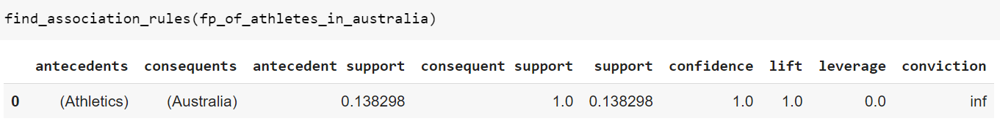 find_association_rules(fp_of_athletes_in_australia)
antecedents consequents antecedent support consequent support support confidence lift leverage conviction
0 (Athletics) (Australia) 0.138298 1.0 0.138298 1.0 1.0 0.0 inf